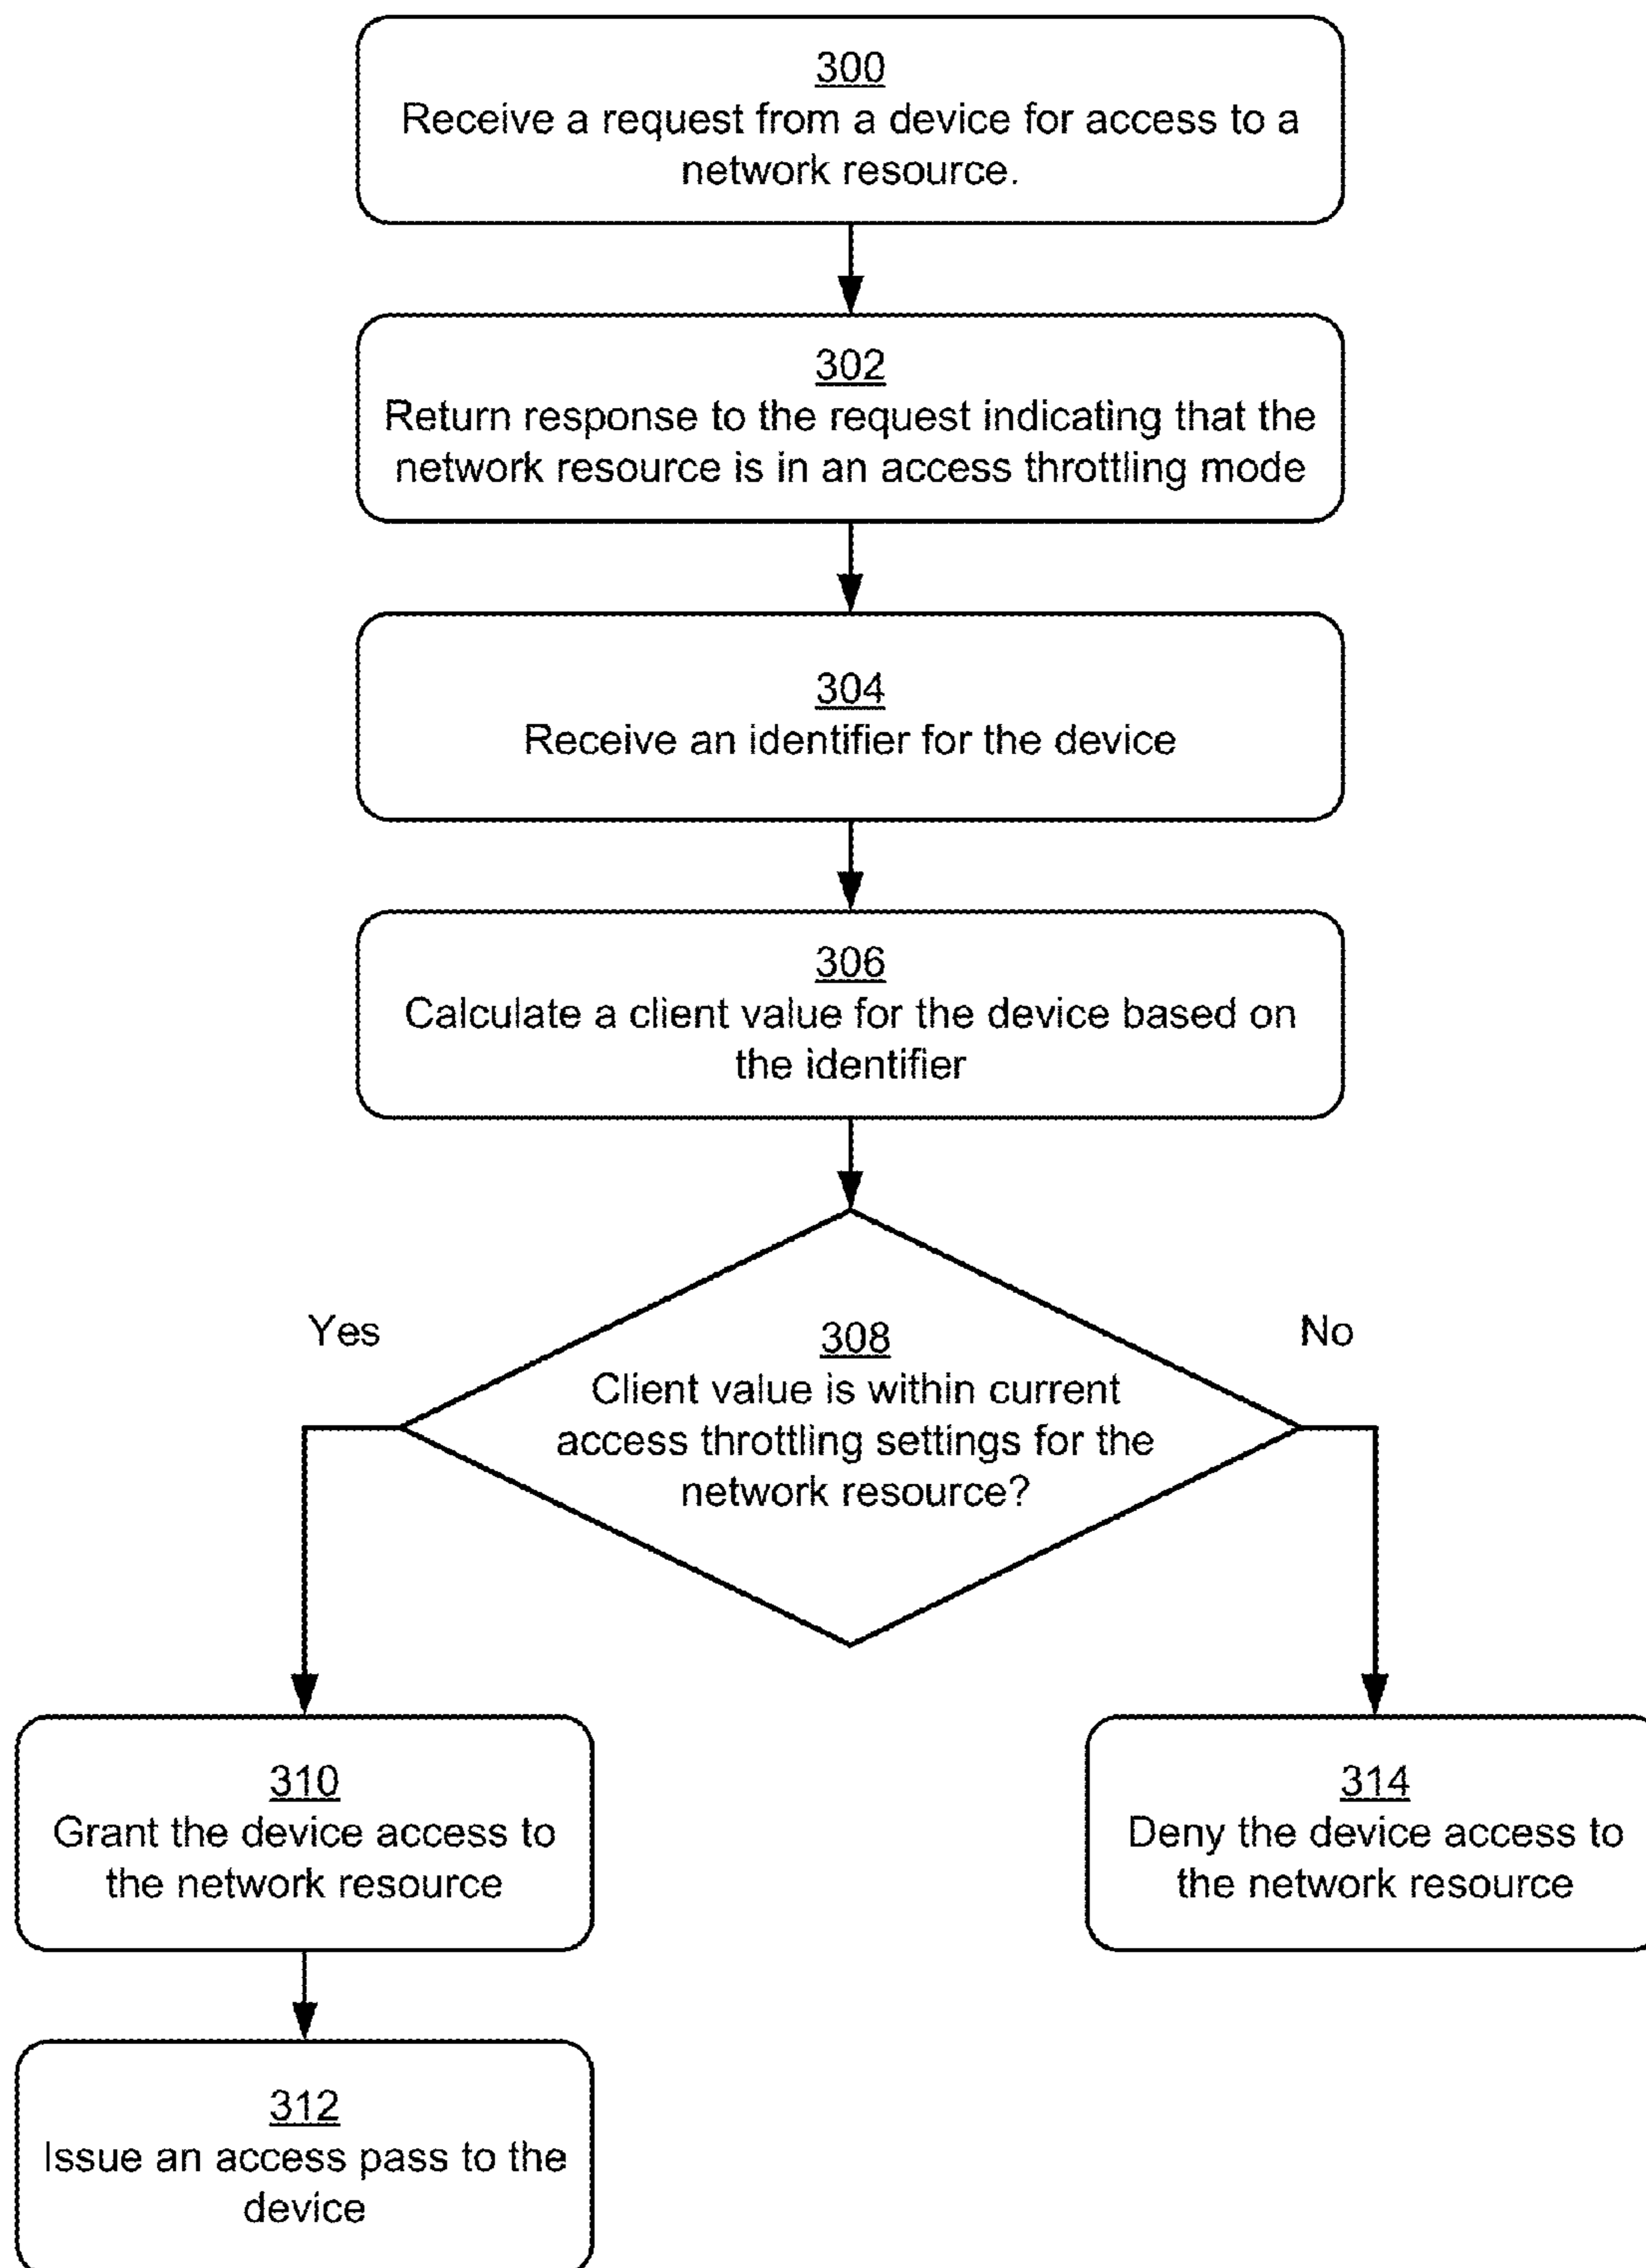 300
Receive a request from a device for access to a
network resource.
302
Return response to the request indicating that the
network resource is in an access throttling mode
304
Receive an identifier for the device
306
Calculate a client value for the device based on
the identifier
Yes
No
308
Client value is within current
access throttling settings for the
network resource?
310
Grant the device access to
the network resource
314
Deny the device access to
the network resource
312
Issue an access pass to the
device